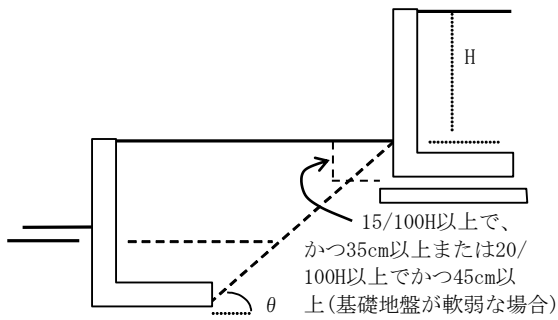 H
15/100H以上で、
かつ35cm以上または20/
100H以上でかつ45cm以
上(基礎地盤が軟弱な場合)
θ